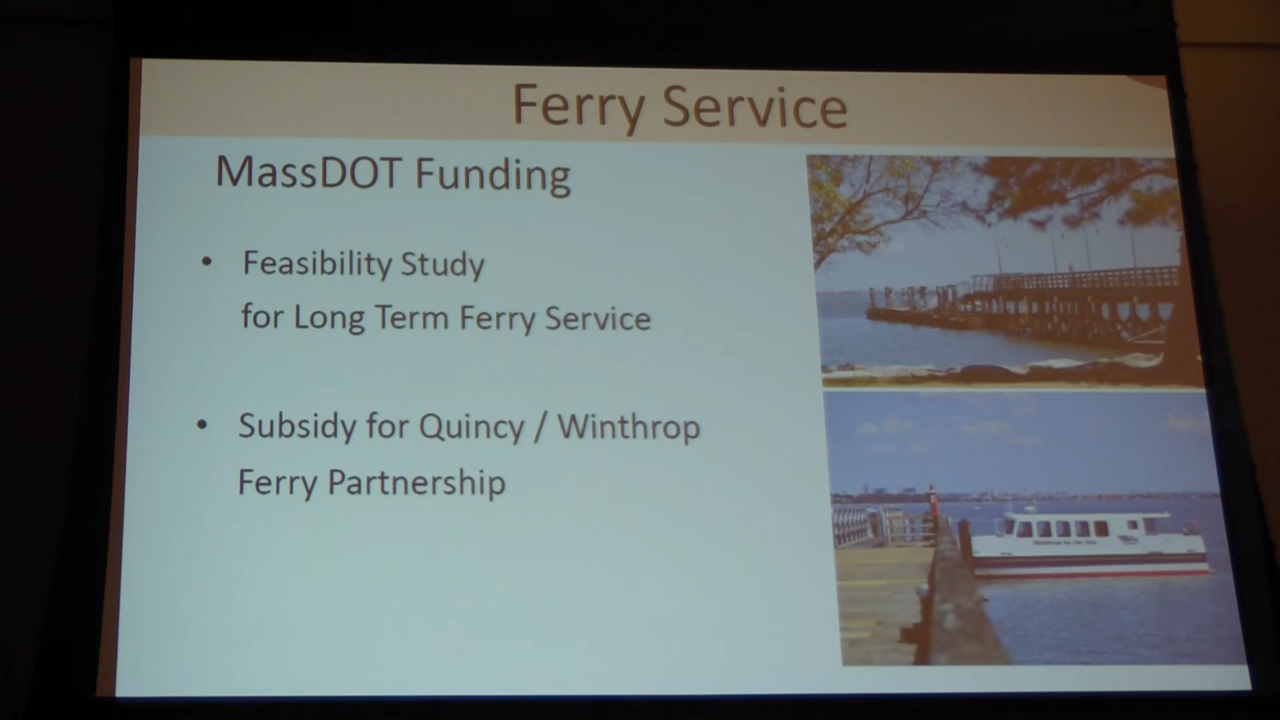 Ferry Service
MassDOT Funding
• Feasibility Study
for Long Term Ferry Service
• Subsidy for Quincy / Winthrop
Ferry Partnership